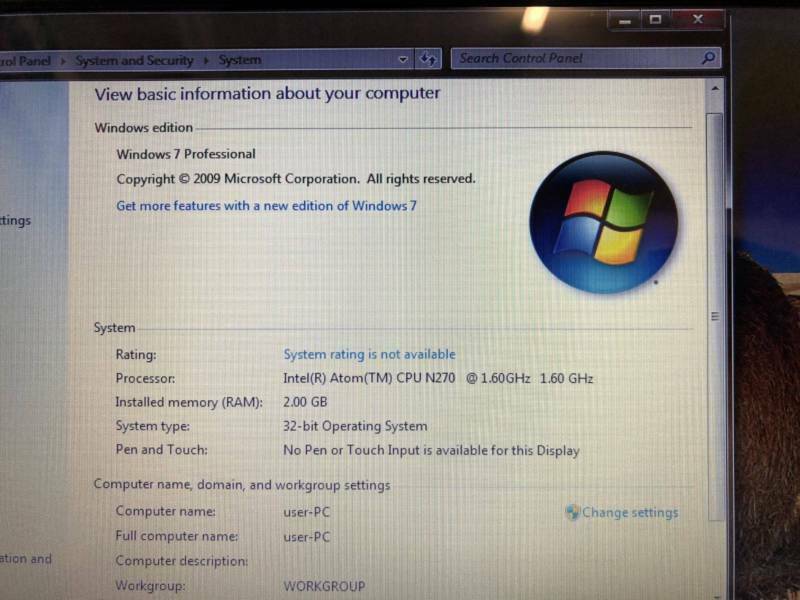 rol Panel ▸ System and Security ▸ System
Search Control Panel
View basic information about your computer
Windows edition
Windows 7 Professional
Copyright © 2009 Microsoft Corporation. All rights reserved.
Get more features with a new edition of Windows 7
ttings
System
Rating: System rating is not available
Processor: Intel(R) Atom(TM) CPU N270 @ 1.60GHz 1.60 GHz
Installed memory (RAM): 2.00 GB
System type: 32-bit Operating System
Pen and Touch: No Pen or Touch Input is available for this Display
Computer name, domain, and workgroup settings
Computer name: user-PC
Change settings
Full computer name: user-PC
ation and
Computer description:
Workgroup: WORKGROUP